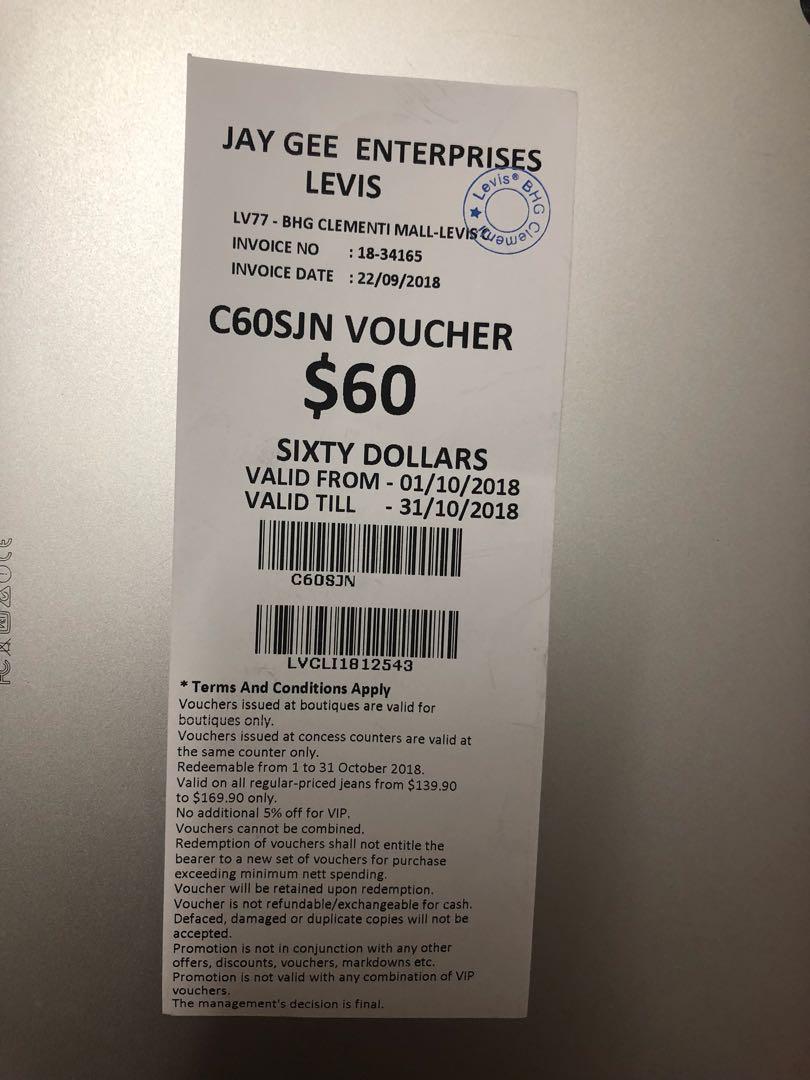 JAY GEE ENTERPRISES
LEVIS
Levis® BHG Clementi ★
LV77 - BHG CLEMENTI MALL-LEVIS
INVOICE NO : 18-34165
INVOICE DATE : 22/09/2018
C60SJN VOUCHER
$60
SIXTY DOLLARS
VALID FROM - 01/10/2018
VALID TILL - 31/10/2018
C60SJN
LVCLI1812543
* Terms And Conditions Apply
Vouchers issued at boutiques are valid for
boutiques only.
Vouchers issued at concess counters are valid at
the same counter only.
Redeemable from 1 to 31 October 2018.
Valid on all regular-priced jeans from $139.90
to $169.90 only.
No additional 5% off for VIP.
Vouchers cannot be combined.
Redemption of vouchers shall not entitle the
bearer to a new set of vouchers for purchase
exceeding minimum nett spending.
Voucher will be retained upon redemption.
Voucher is not refundable/exchangeable for cash.
Defaced, damaged or duplicate copies will not be
accepted.
Promotion is not in conjunction with any other
offers, discounts, vouchers, markdowns etc.
Promotion is not valid with any combination of VIP
vouchers.
The management's decision is final.